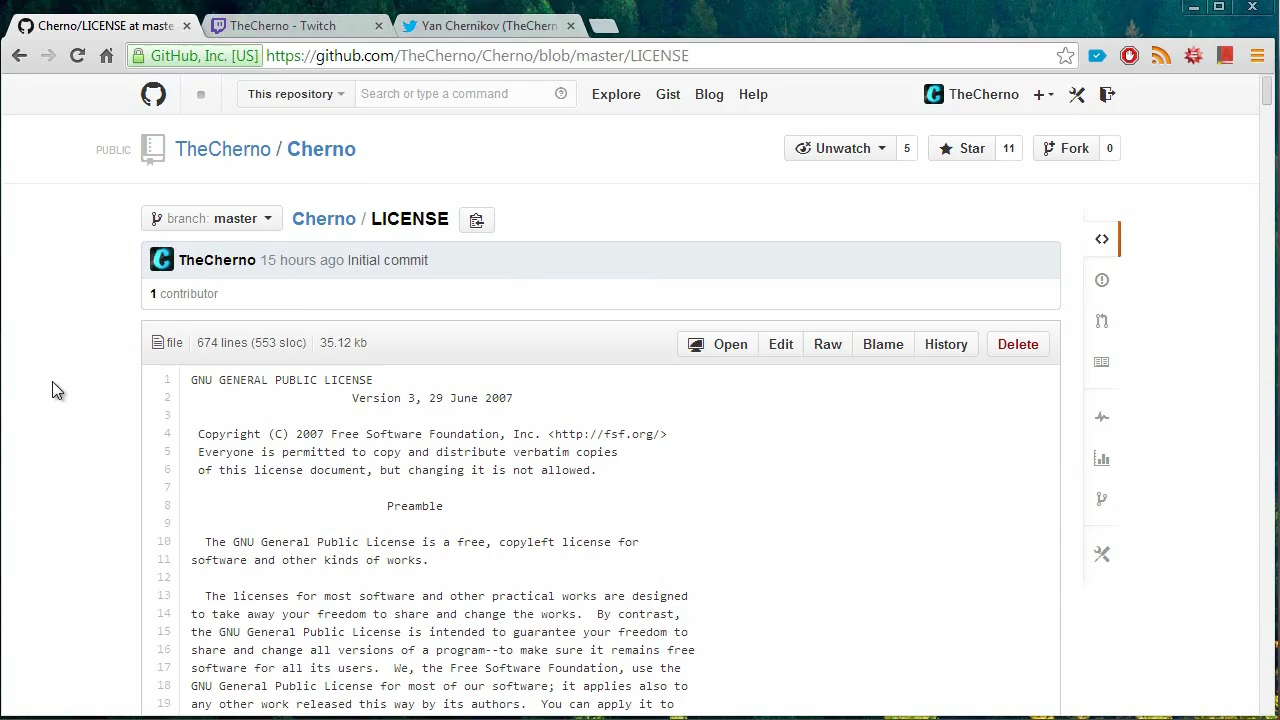 Cherno/LICENSE at maste
TheCherno - Twitch
Yan Chernikov (TheChern
GitHub, Inc. [US] https://github.com/TheCherno/Cherno/blob/master/LICENSE
This repository Search or type a command Explore Gist Blog Help TheCherno
PUBLIC TheCherno / Cherno Unwatch 5 Star 11 Fork 0
branch: master Cherno / LICENSE
TheCherno 15 hours ago Initial commit
1 contributor
file 674 lines (553 sloc) 35.12 kb Open Edit Raw Blame History Delete
1 GNU GENERAL PUBLIC LICENSE
2 Version 3, 29 June 2007
3
4 Copyright (C) 2007 Free Software Foundation, Inc. <http://fsf.org/>
5 Everyone is permitted to copy and distribute verbatim copies
6 of this license document, but changing it is not allowed.
7
8 Preamble
9
10 The GNU General Public License is a free, copyleft license for
11 software and other kinds of works.
12
13 The licenses for most software and other practical works are designed
14 to take away your freedom to share and change the works.  By contrast,
15 the GNU General Public License is intended to guarantee your freedom to
16 share and change all versions of a program--to make sure it remains free
17 software for all its users.  We, the Free Software Foundation, use the
18 GNU General Public License for most of our software; it applies also to
19 any other work released this way by its authors.  You can apply it to